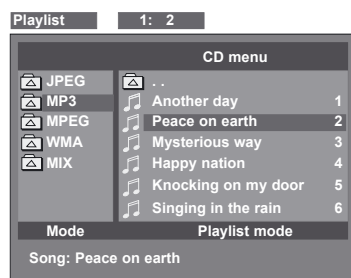 Playlist 1: 2
CD menu
JPEG . .
MP3 Another day 1
MPEG Peace on earth 2
WMA Mysterious way 3
MIX Happy nation 4
Knocking on my door 5
Singing in the rain 6
Mode Playlist mode
Song: Peace on earth